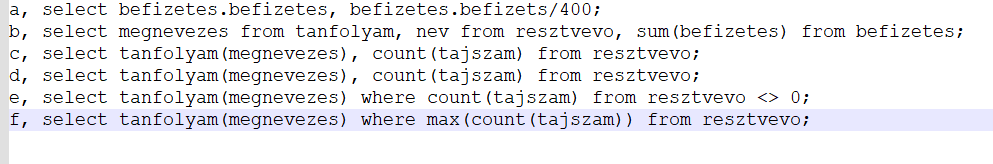 a, select befizetes.befizetes, befizetes.befizets/400;
b, select megnevezes from tanfolyam, nev from resztvevo, sum(befizetes) from befizetes;
c, select tanfolyam(megnevezes), count(tajszam) from resztvevo;
d, select tanfolyam(megnevezes), count(tajszam) from resztvevo;
e, select tanfolyam(megnevezes) where count(tajszam) from resztvevo <> 0;
f, select tanfolyam(megnevezes) where max(count(tajszam)) from resztvevo;